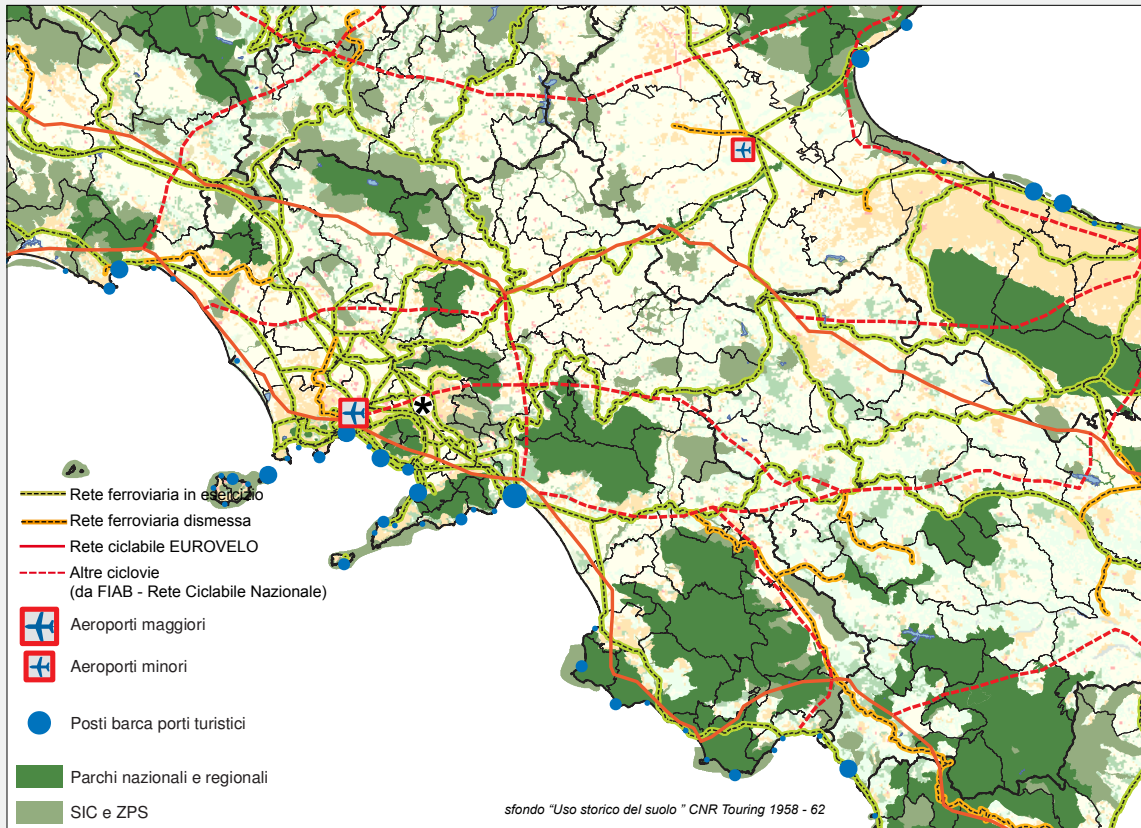 Rete ferroviaria in esercizio
Rete ferroviaria dismessa
Rete ciclabile EUROVELO
Altre ciclovie
(da FIAB - Rete Ciclabile Nazionale)
Aeroporti maggiori
Aeroporti minori
Posti barca porti turistici
Parchi nazionali e regionali
SIC e ZPS
sfondo "Uso storico del suolo " CNR Touring 1958 - 62
*